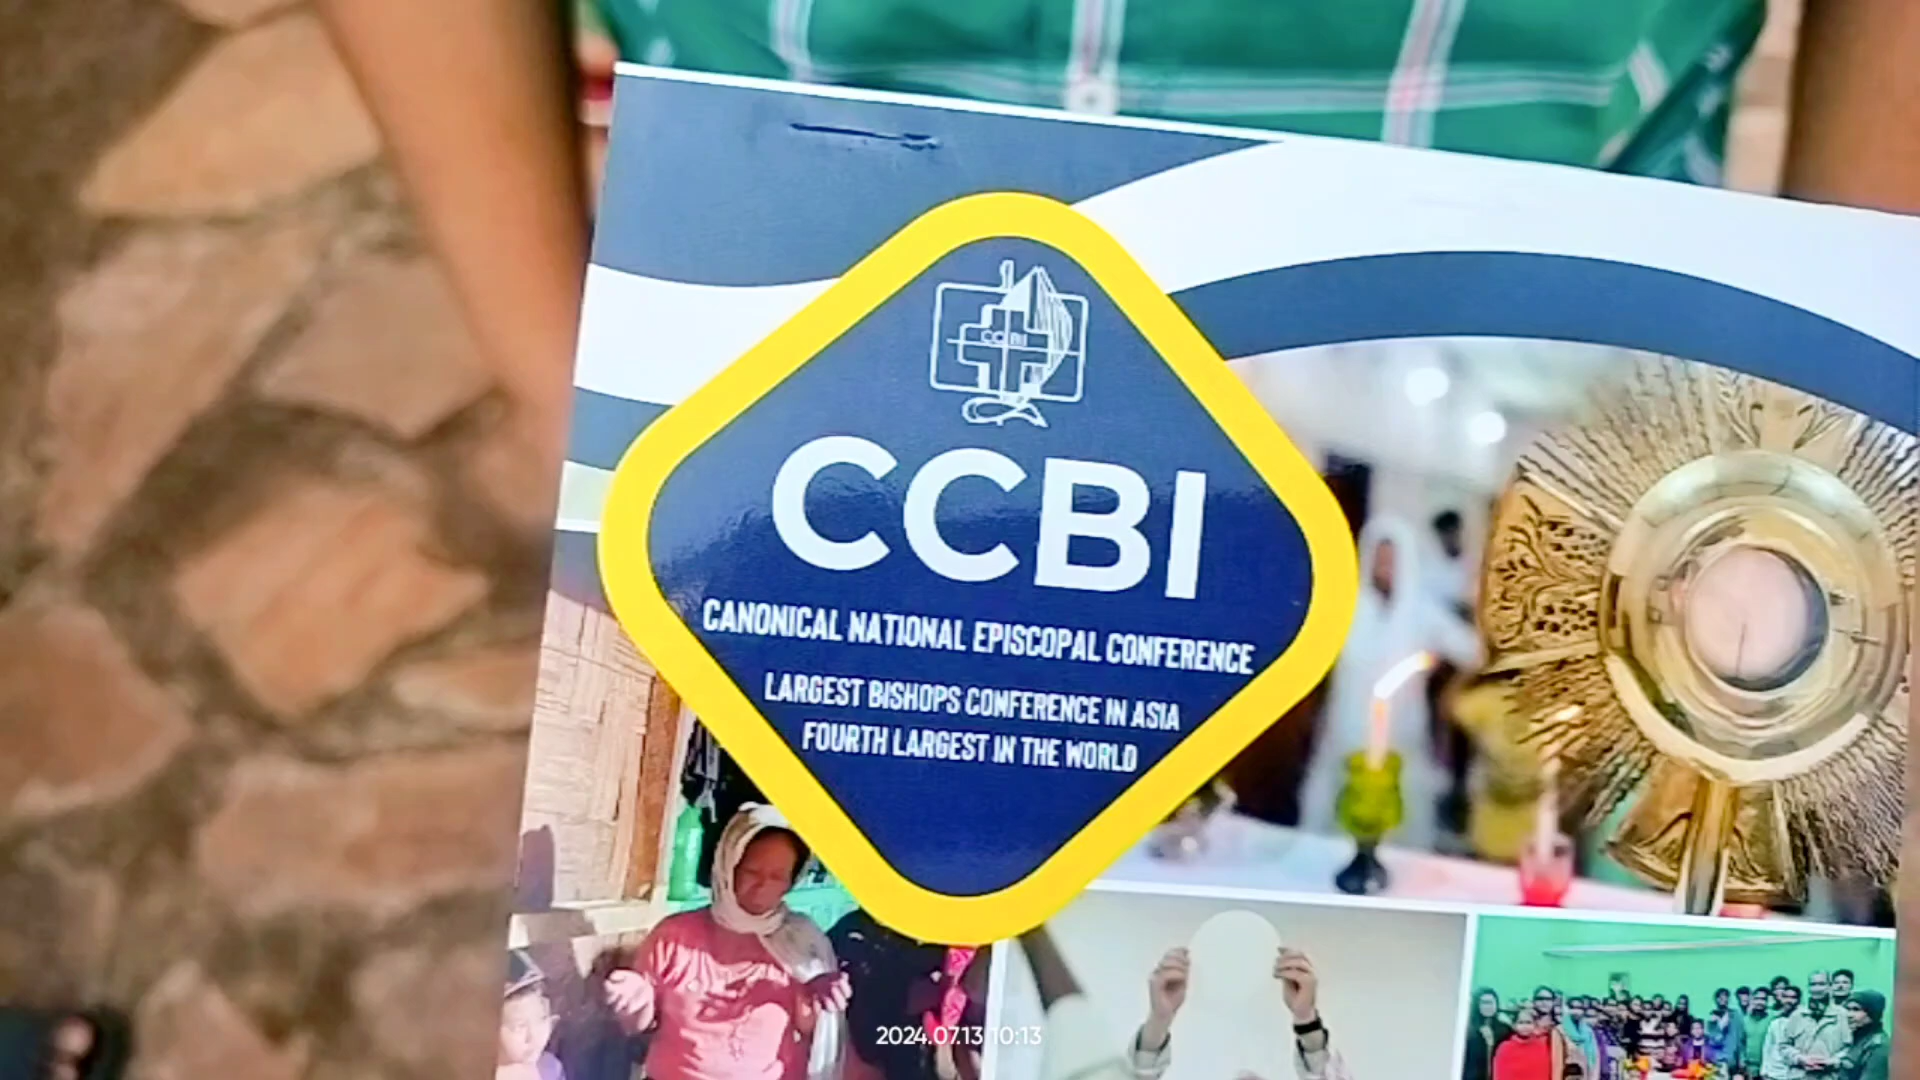 CCBI
CCBI
CANONICAL NATIONAL EPISCOPAL CONFERENCE
LARGEST BISHOPS CONFERENCE IN ASIA
FOURTH LARGEST IN THE WORLD
2024.07.13 10:13